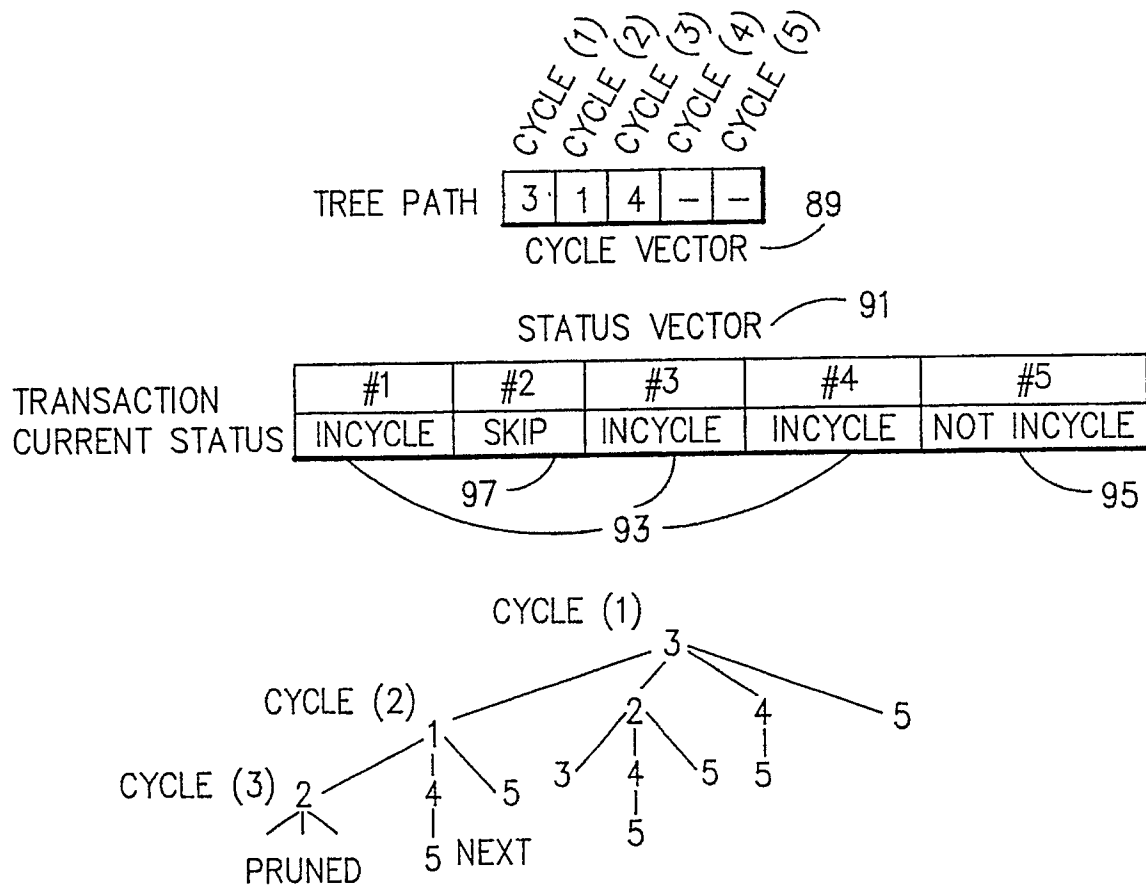 CYCLE (1) CYCLE (2) CYCLE (3) CYCLE (4) CYCLE (5)
TREE PATH 3 1 4 – –
CYCLE VECTOR 89
STATUS VECTOR 91
TRANSACTION #1 #2 #3 #4 #5
CURRENT STATUS INCYCLE SKIP INCYCLE INCYCLE NOT INCYCLE
97 93 95
CYCLE (1) 3
CYCLE (2) 1 2 4 5
CYCLE (3) 2 4 5 3 4 5 5
PRUNED 5 NEXT 5